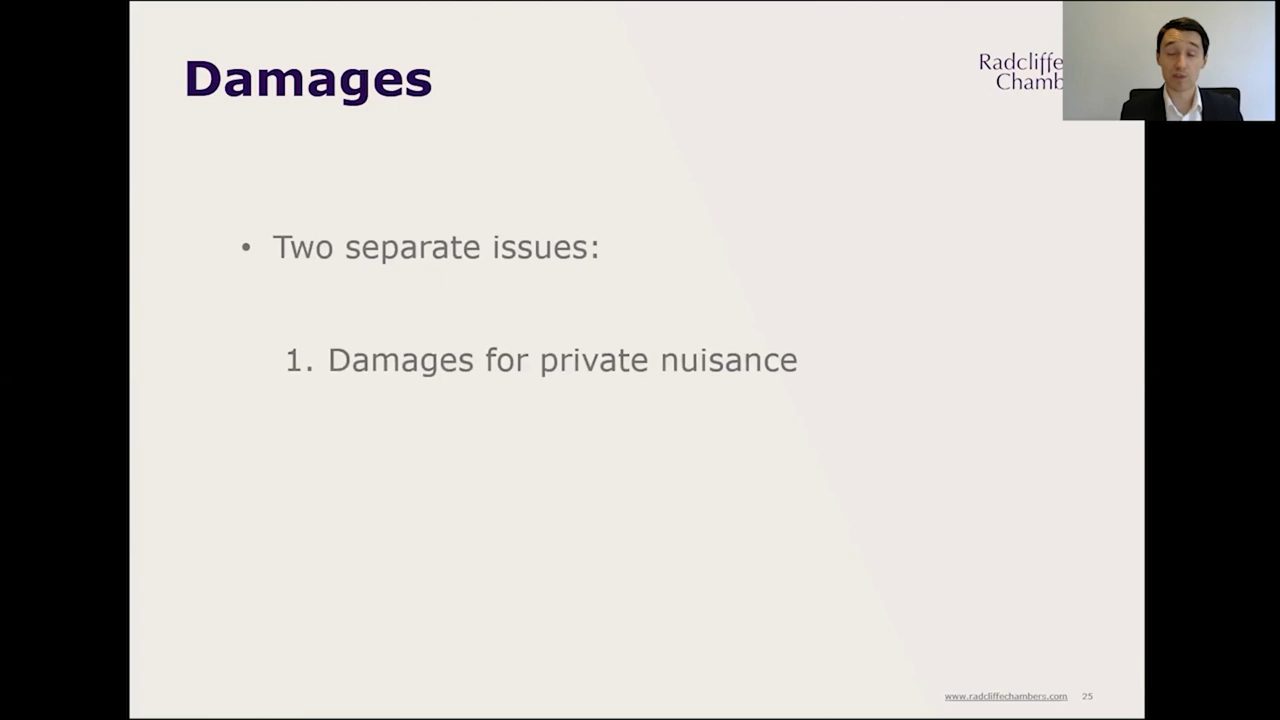 Damages
Radcliffe
Chamb
• Two separate issues:
1. Damages for private nuisance
www.radcliffechambers.com 25